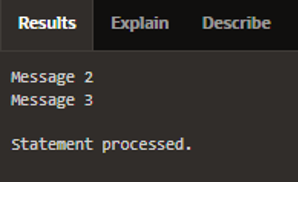 Results Explain Describe
Message 2
Message 3
Statement processed.